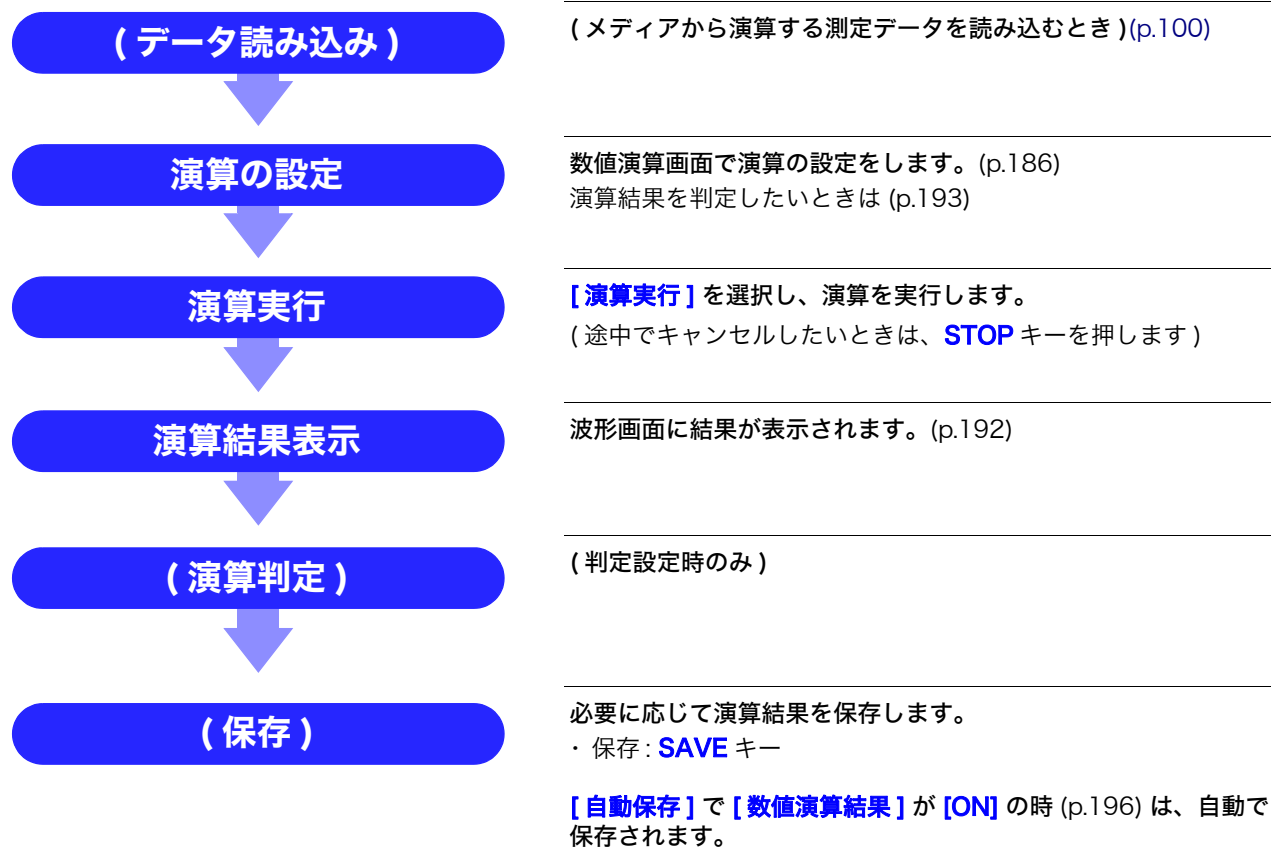 ( データ読み込み )
( メディアから演算する測定データを読み込むとき )(p.100)
演算の設定
数値演算画面で演算の設定をします。(p.186)
演算結果を判定したいときは (p.193)
演算実行
[ 演算実行 ] を選択し、演算を実行します。
( 途中でキャンセルしたいときは、STOP キーを押します )
演算結果表示
波形画面に結果が表示されます。(p.192)
( 演算判定 )
( 判定設定時のみ )
( 保存 )
必要に応じて演算結果を保存します。
・ 保存 : SAVE キー
[ 自動保存 ] で [ 数値演算結果 ] が [ON] の時 (p.196) は、自動で
保存されます。